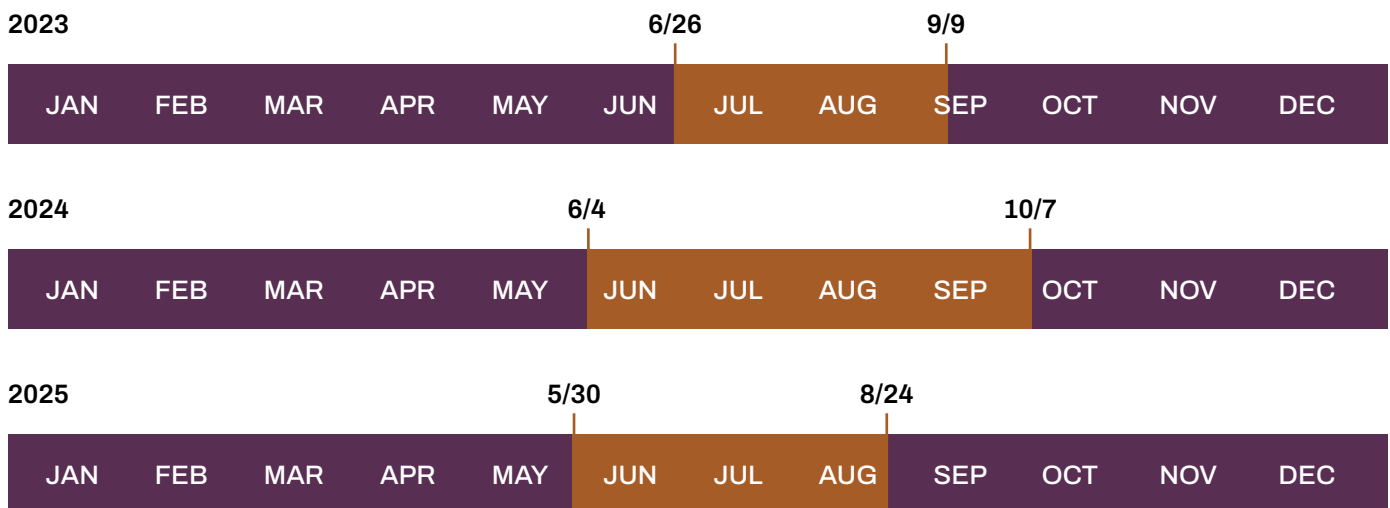 2023
6/26 9/9
JAN FEB MAR APR MAY JUN JUL AUG SEP OCT NOV DEC
2024
6/4 10/7
JAN FEB MAR APR MAY JUN JUL AUG SEP OCT NOV DEC
2025
5/30 8/24
JAN FEB MAR APR MAY JUN JUL AUG SEP OCT NOV DEC